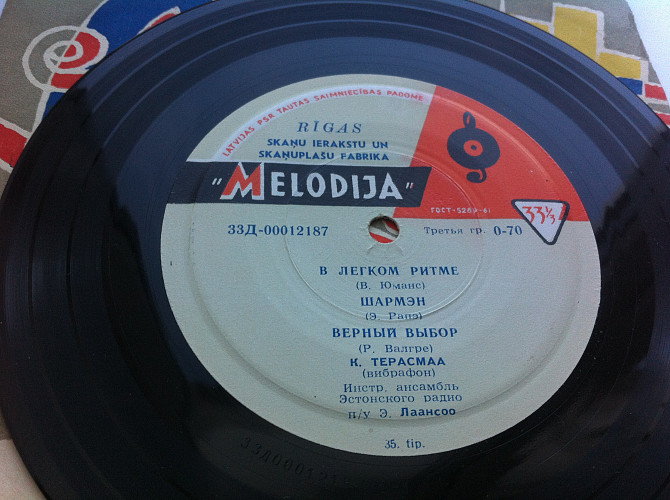 LATVIJAS PSR TAUTAS SAIMNIECĪBAS PADOME
RĪGAS
SKAŅU IERAKSTU UN
SKAŅUPLAŠU FABRIKA
"MELODIJA"
ГОСТ-5289-61
33⅓
33Д-00012187
Третья гр. 0-70
В ЛЕГКОМ РИТМЕ
(В. Юманс)
ШАРМЭН
(Э. Рапэ)
ВЕРНЫЙ ВЫБОР
(Р. Валгре)
К. ТЕРАСМАА
(вибрафон)
Инстр. ансамбль
Эстонского радио
п/у Э. Лаансоо
35. tip.